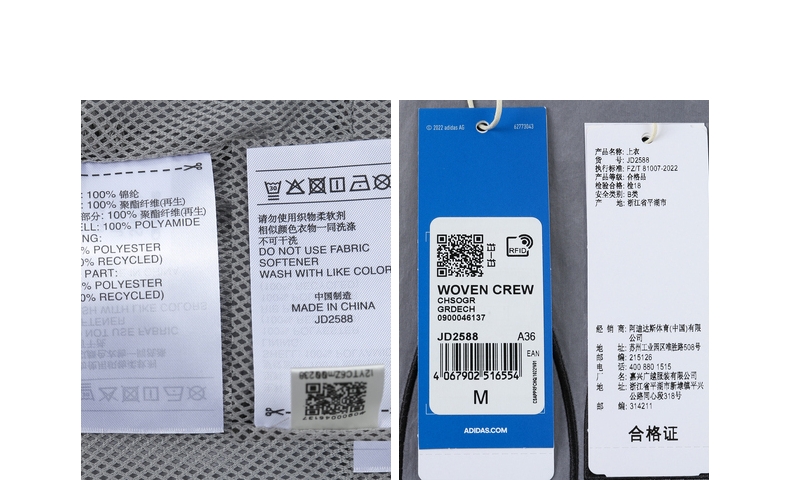 : 100% 锦纶
: 100% 聚酯纤维(再生)
部分: 100% 聚酯纤维(再生)
ELL: 100% POLYAMIDE
NG:
% POLYESTER
0% RECYCLED)
PART:
% POLYESTER
0% RECYCLED)
30
请勿使用织物柔软剂
相似颜色衣物一同洗涤
不可干洗
DO NOT USE FABRIC
SOFTENER
WASH WITH LIKE COLOR
中国制造
MADE IN CHINA
JD2588
© 2022 adidas AG
62773043
RFID
WOVEN CREW
CHSOGR
GRDECH
0900046137
JD2588 A36
EAN
4 067902 516554
M
ADIDAS.COM
产品名称: 上衣
货 号: JD2588
执行标准: FZ/T 81007-2022
产品等级: 合格品
检验合格: 检18
安全类别: B类
产 地: 浙江省平湖市
经 销 商: 阿迪达斯体育(中国)有限
公司
地 址: 苏州工业园区唯胜路508号
邮 编: 215126
电 话: 400 880 1515
厂 名: 嘉兴广越服装有限公司
地 址: 浙江省平湖市新埭镇平兴
公路同心段318号
邮 编: 314211
合格证